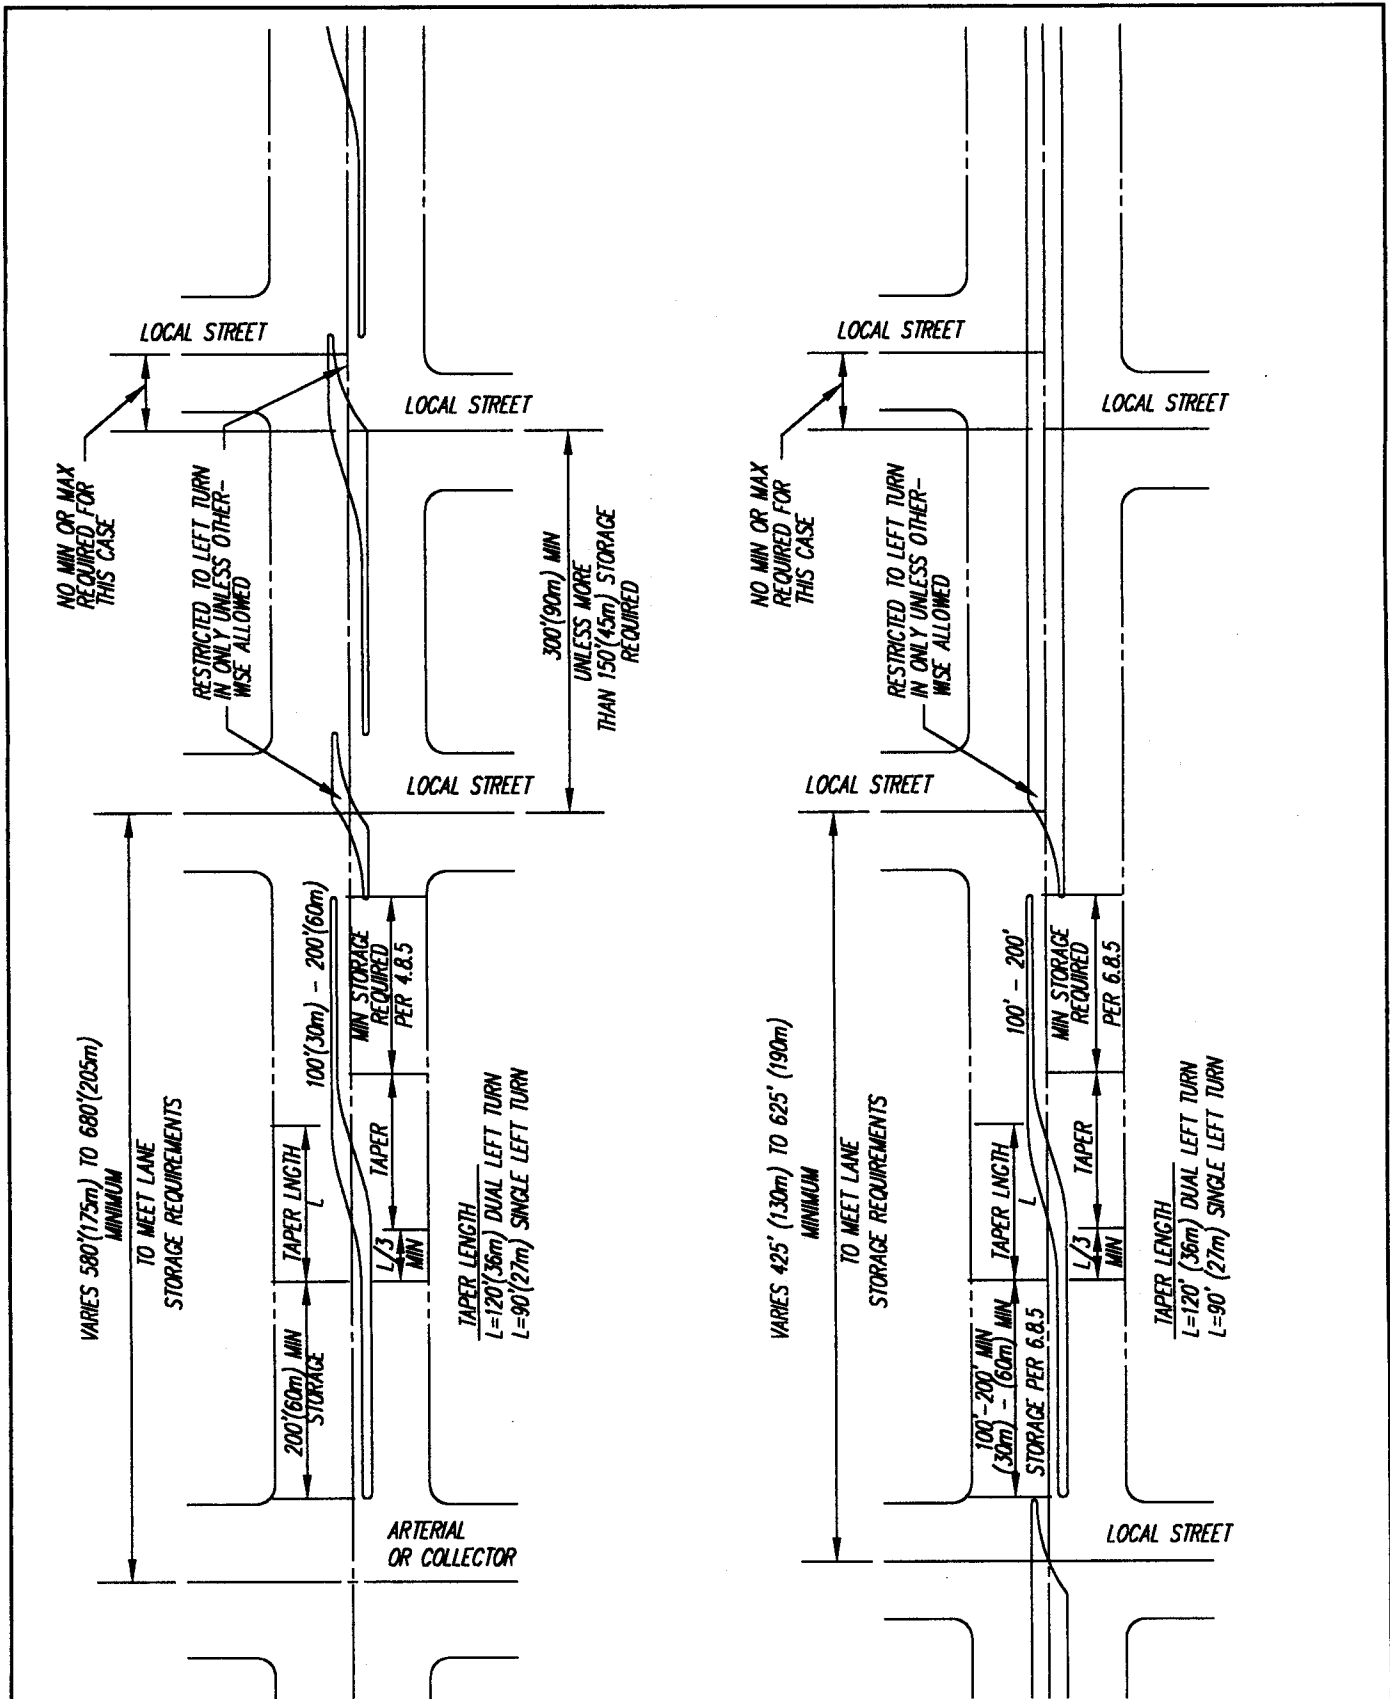 LOCAL STREET
LOCAL STREET
NO MIN OR MAX
REQUIRED FOR
THIS CASE
RESTRICTED TO LEFT TURN
IN ONLY UNLESS OTHER-
WISE ALLOWED
300'(90m) MIN
UNLESS MORE
THAN 150'(45m) STORAGE
REQUIRED
LOCAL STREET
VARIES 580'(175m) TO 680'(205m)
MINIMUM
TO MEET LANE
STORAGE REQUIREMENTS
100'(30m) - 200'(60m)
MIN STORAGE
REQUIRED
PER 4.8.5
TAPER LNGTH
L
TAPER
L/3
MIN
200'(60m) MIN
STORAGE
TAPER LENGTH
L=120'(36m) DUAL LEFT TURN
L=90'(27m) SINGLE LEFT TURN
ARTERIAL
OR COLLECTOR
LOCAL STREET
LOCAL STREET
NO MIN OR MAX
REQUIRED FOR
THIS CASE
RESTRICTED TO LEFT TURN
IN ONLY UNLESS OTHER-
WISE ALLOWED
LOCAL STREET
VARIES 425' (130m) TO 625' (190m)
MINIMUM
TO MEET LANE
STORAGE REQUIREMENTS
100' - 200'
MIN STORAGE
REQUIRED
PER 6.8.5
TAPER LNGTH
L
TAPER
L/3
MIN
100'-200' MIN
(30m) - (60m) MIN
STORAGE PER 6.8.5
TAPER LENGTH
L=120' (36m) DUAL LEFT TURN
L=90' (27m) SINGLE LEFT TURN
LOCAL STREET